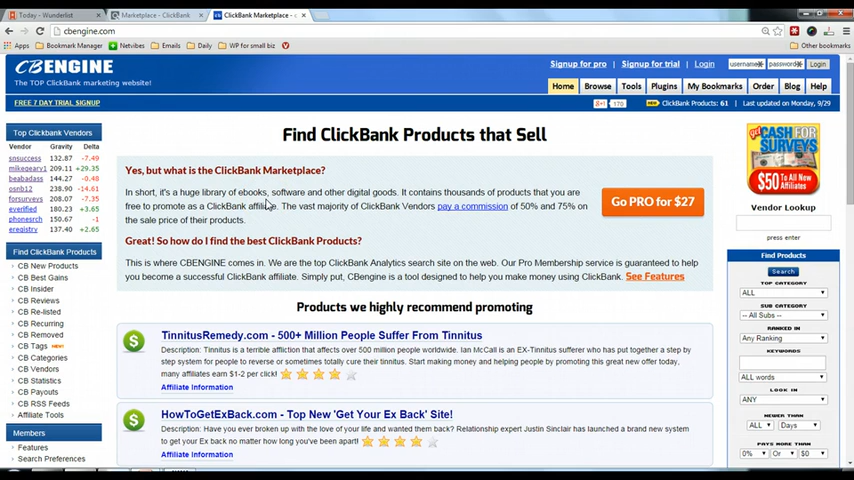 Today - Wunderlist
Marketplace - ClickBank
ClickBank Marketplace - c
cbengine.com
Apps
Bookmark Manager
Netvibes
Emails
Daily
WP for small biz
Other bookmarks
CBENGINE
The TOP ClickBank marketing website!
Signup for pro
Signup for trial
Login
username
password
Login
Home
Browse
Tools
Plugins
My Bookmarks
Order
Blog
Help
FREE 7 DAY TRIAL SIGNUP
+1
170
NEW
ClickBank Products: 61
Last updated on Monday, 9/29
Top Clickbank Vendors
Vendor Gravity Delta
snsuccess 132.87 -7.49
mikegeary1 209.11 +29.35
beabadass 144.27 -0.48
osnb12 238.90 -14.61
forsurveys 208.07 -7.35
everified 180.23 +3.65
phonesrch 150.67 -1
eregistry 137.40 +2.65
Find ClickBank Products
CB New Products
CB Best Gains
CB Insider
CB Reviews
CB Re-listed
CB Recurring
CB Removed
CB Tags NEW!
CB Categories
CB Vendors
CB Statistics
CB Payouts
CB RSS Feeds
Affiliate Tools
Members
Features
Search Preferences
Find ClickBank Products that Sell
Yes, but what is the ClickBank Marketplace?
In short, it's a huge library of ebooks, software and other digital goods. It contains thousands of products that you are
free to promote as a ClickBank affiliate. The vast majority of ClickBank Vendors pay a commission of 50% and 75% on
the sale price of their products.
Go PRO for $27
Great! So how do I find the best ClickBank Products?
This is where CBENGINE comes in. We are the top ClickBank Analytics search site on the web. Our Pro Membership service is guaranteed to help
you become a successful ClickBank affiliate. Simply put, CBengine is a tool designed to help you make money using ClickBank. See Features
Products we highly recommend promoting
TinnitusRemedy.com - 500+ Million People Suffer From Tinnitus
Description: Tinnitus is a terrible affliction that affects over 500 million people worldwide. Ian McCall is an EX-Tinnitus sufferer who has put together a step by
step system for people to reverse or sometimes totally cure their tinnitus. Start making money and helping people by promoting this great new offer today,
many affiliates earn $1-2 per click!
Affiliate Information
HowToGetExBack.com - Top New 'Get Your Ex Back' Site!
Description: Have you ever broken up with the love of your life and wanted them back? Relationship expert Justin Sinclair has launched a brand new system
to get your Ex back no matter how long you've been apart!
Affiliate Information
GET CASH FOR
SURVEYS
$50 To All New
Affiliates
Vendor Lookup
press enter
Find Products
Search
TOP CATEGORY
ALL
SUB CATEGORY
-- All Subs --
RANKED IN
Any Ranking
KEYWORDS
ALL words
LOOK IN
ANY
NEWER THAN
ALL
Days
PAYS MORE THAN
0%
Or
$0